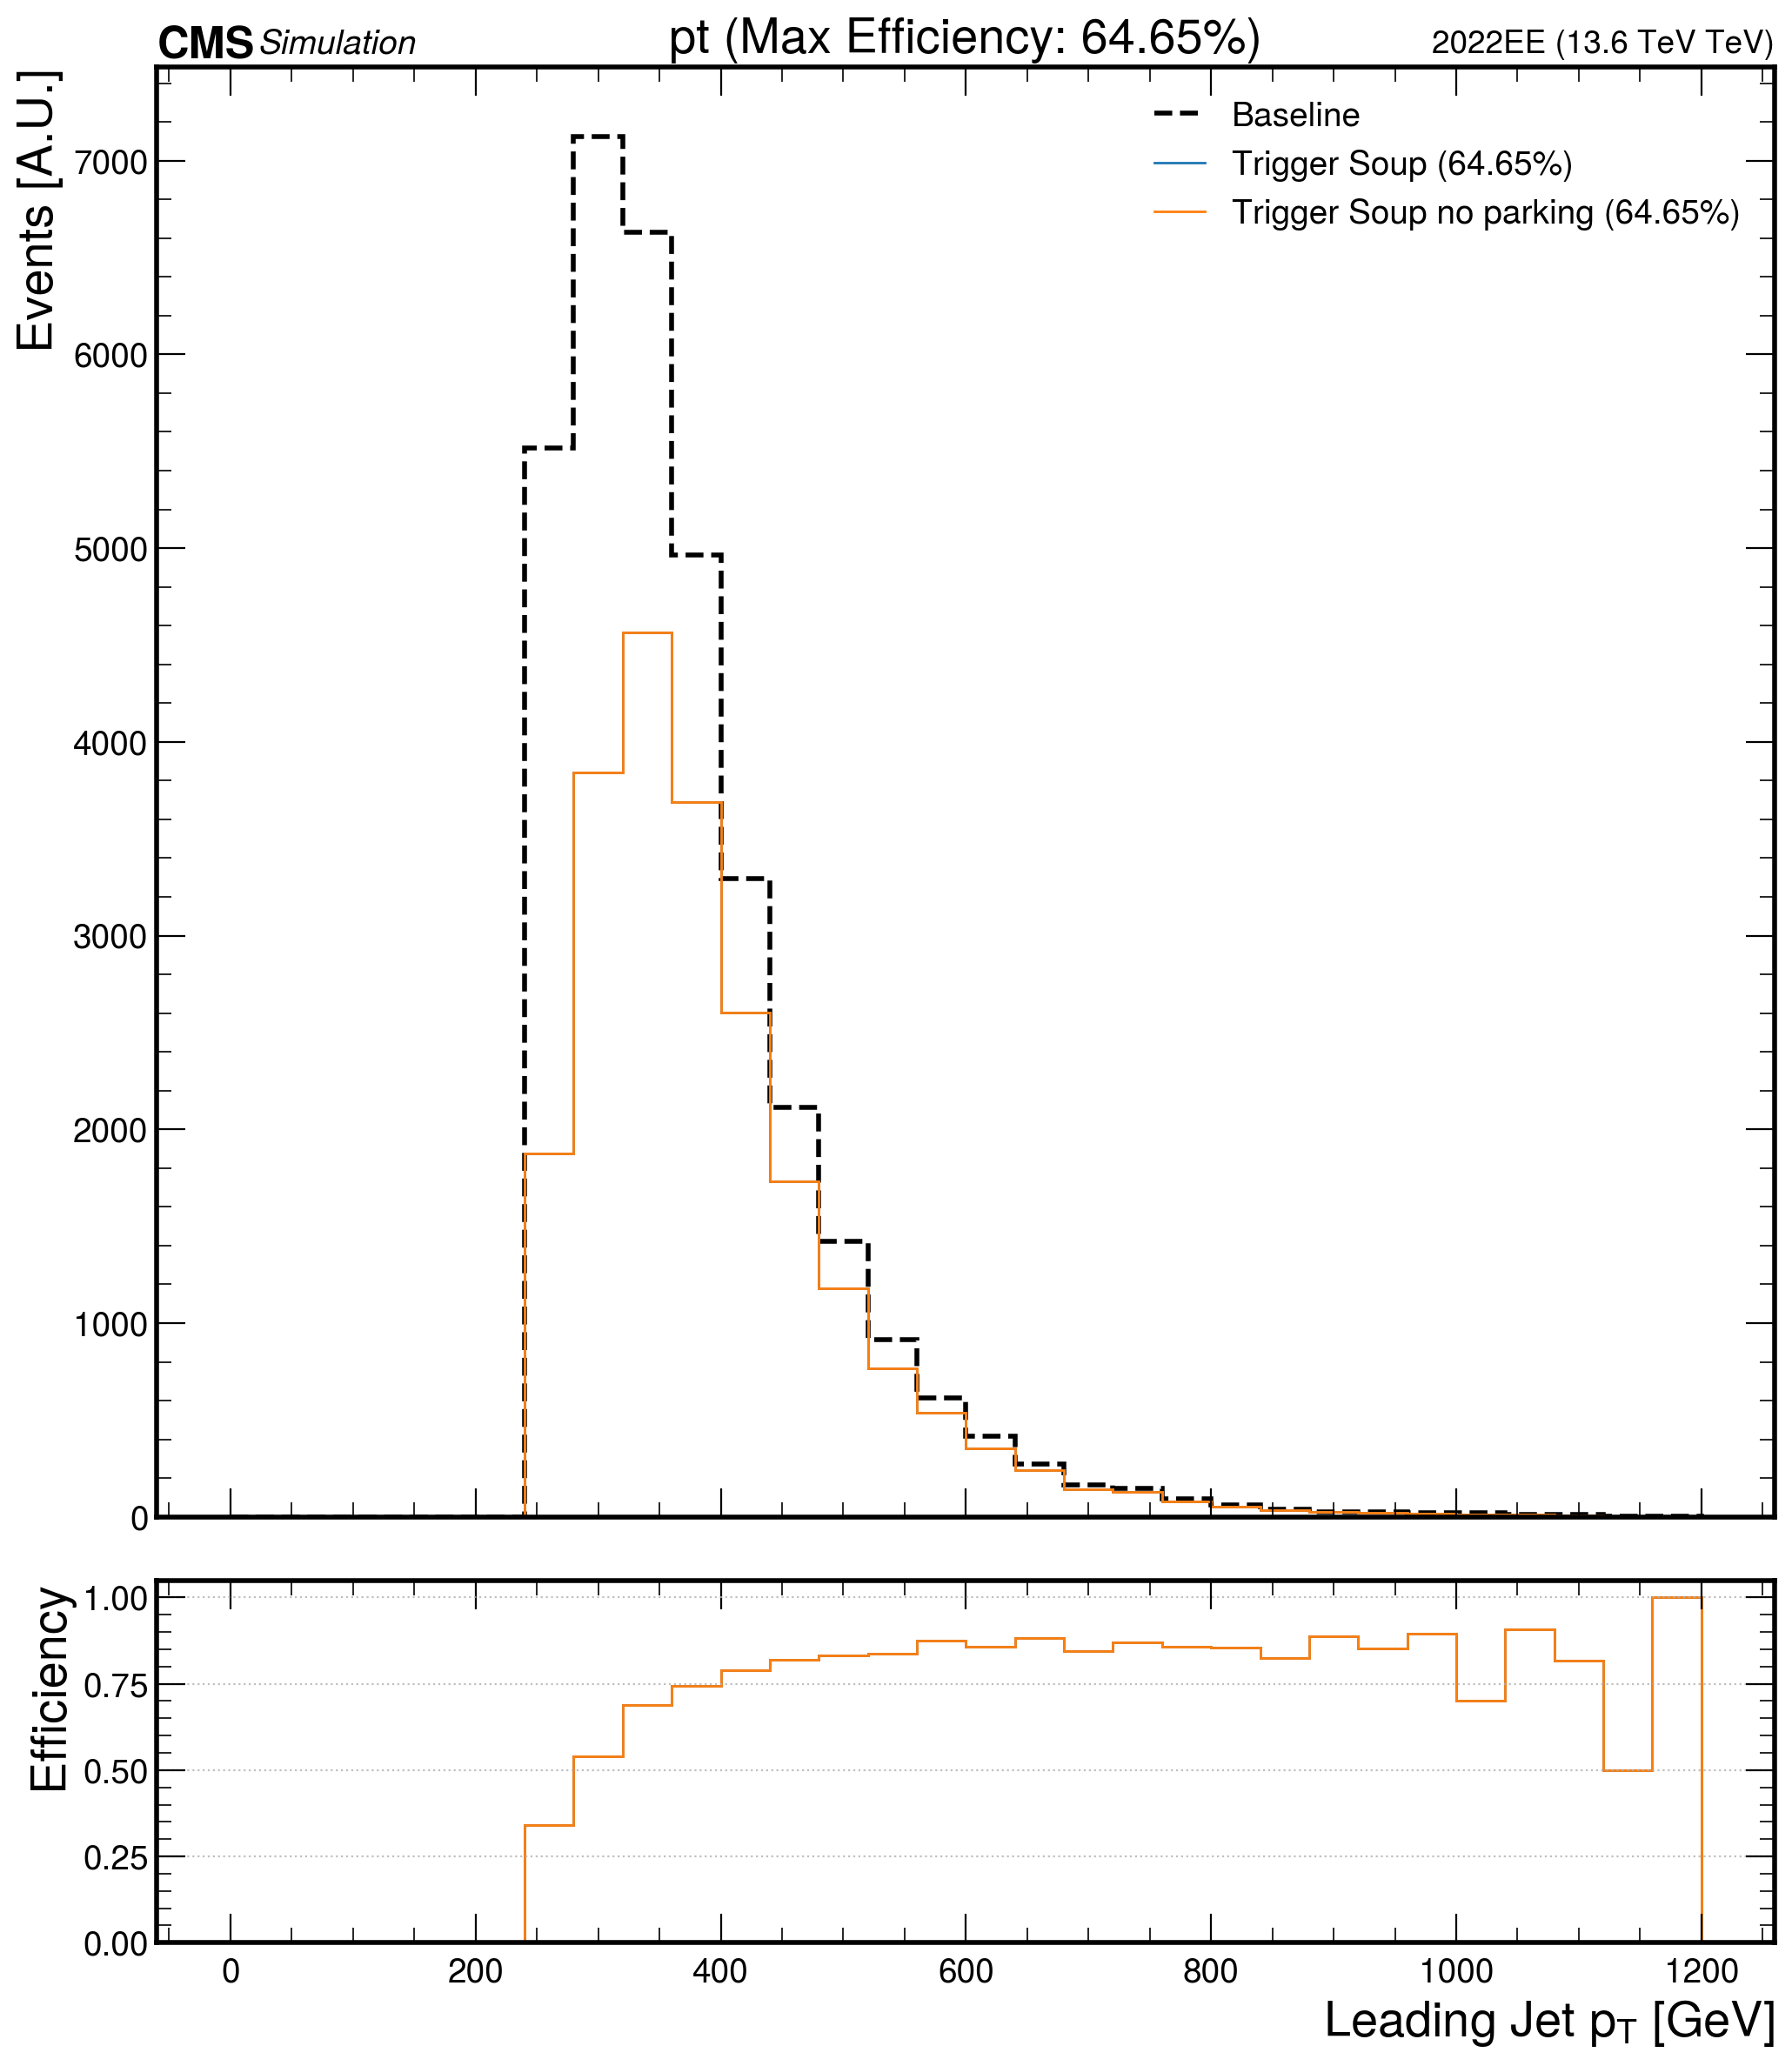 CMS Simulation pt (Max Efficiency: 64.65%) 2022EE (13.6 TeV TeV)
Events [A.U.]
Baseline
Trigger Soup (64.65%)
Trigger Soup no parking (64.65%)
7000
6000
5000
4000
3000
2000
1000
0
Efficiency
1.00
0.75
0.50
0.25
0.00
0 200 400 600 800 1000 1200
Leading Jet pT [GeV]